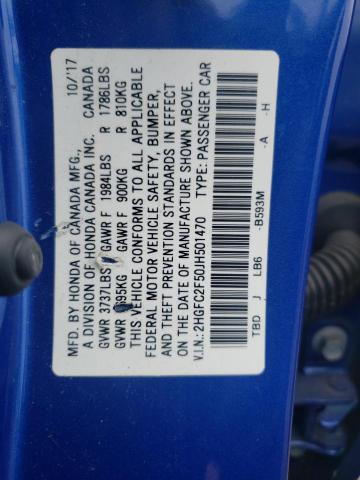 MFD. BY HONDA OF CANADA MFG., 10/'17
A DIVISION OF HONDA CANADA INC. CANADA
GVWR 3737LBS GAWR F 1984LBS R 1786LBS
GVWR 1695KG GAWR F 900KG R 810KG
THIS VEHICLE CONFORMS TO ALL APPLICABLE
FEDERAL MOTOR VEHICLE SAFETY, BUMPER,
AND THEFT PREVENTION STANDARDS IN EFFECT
ON THE DATE OF MANUFACTURE SHOWN ABOVE.
V.I.N.:2HGFC2F50JH501470 TYPE: PASSENGER CAR
TBD J LB6 -B593M -A -H